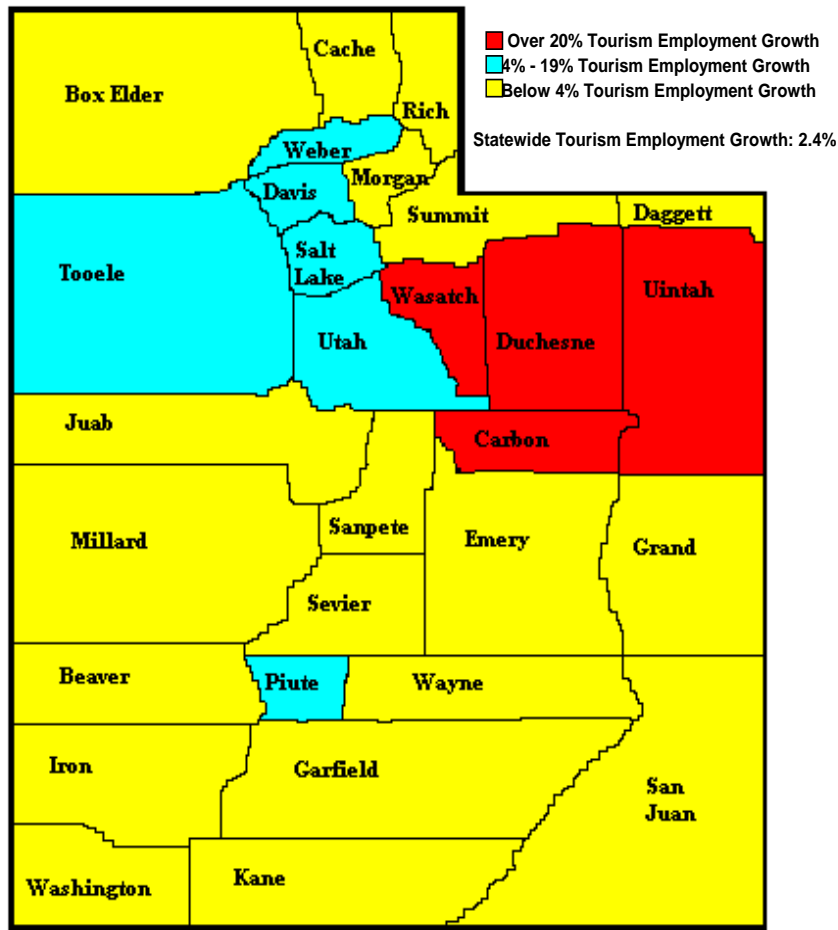 Over 20% Tourism Employment Growth
4% - 19% Tourism Employment Growth
Below 4% Tourism Employment Growth
Statewide Tourism Employment Growth: 2.4%
Cache
Box Elder
Rich
Weber
Morgan
Davis
Summit
Daggett
Salt
Lake
Tooele
Wasatch
Uintah
Utah
Duchesne
Juab
Carbon
Sanpete
Millard
Emery
Grand
Sevier
Beaver
Piute
Wayne
Iron
Garfield
San
Juan
Washington
Kane